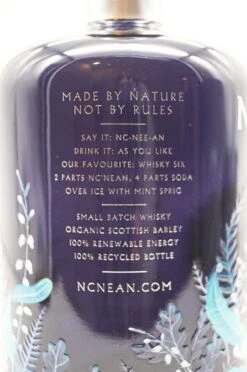 MADE BY NATURE
NOT BY RULES
SAY IT: NC-NEE-AN
DRINK IT: AS YOU LIKE
OUR FAVOURITE: WHISKY SIX
2 PARTS NC'NEAN, 4 PARTS SODA
OVER ICE WITH MINT SPRIG
SMALL BATCH WHISKY
ORGANIC SCOTTISH BARLEY
100% RENEWABLE ENERGY
100% RECYCLED BOTTLE
NCNEAN.COM